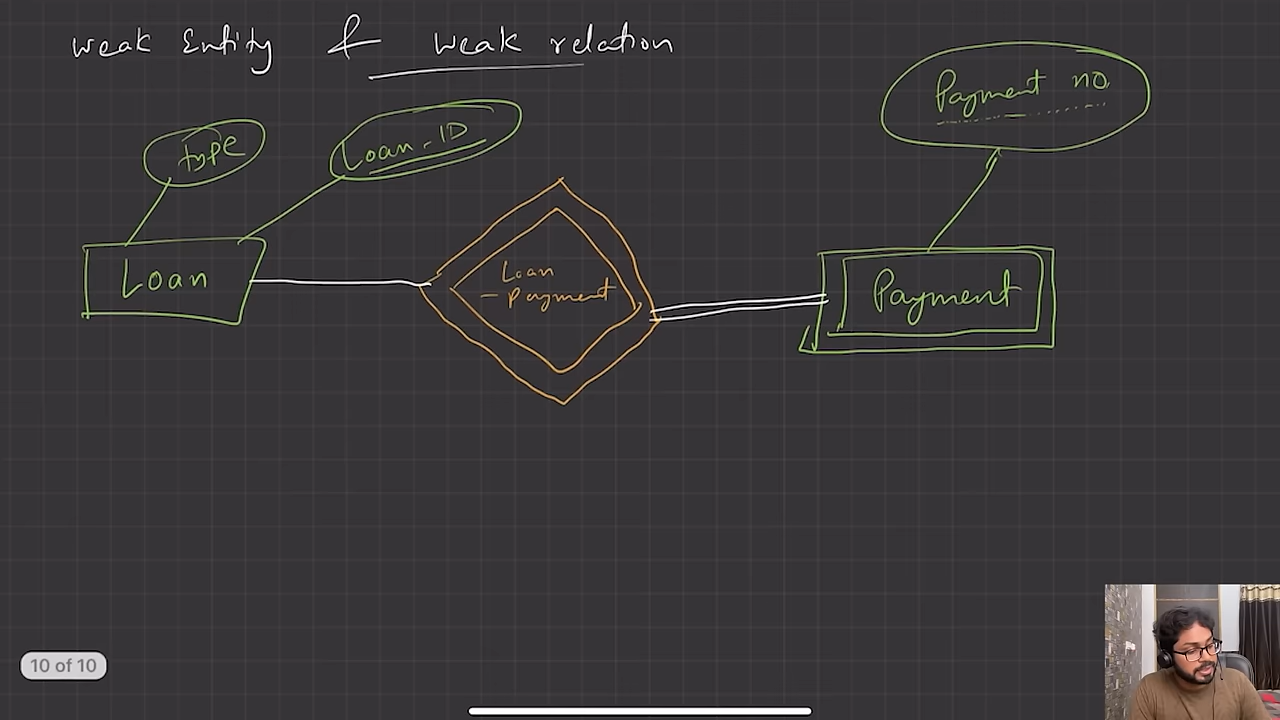 weak Entity & weak relation
Payment no.
type
Loan-ID
Loan
Loan
-payment
Payment
10 of 10